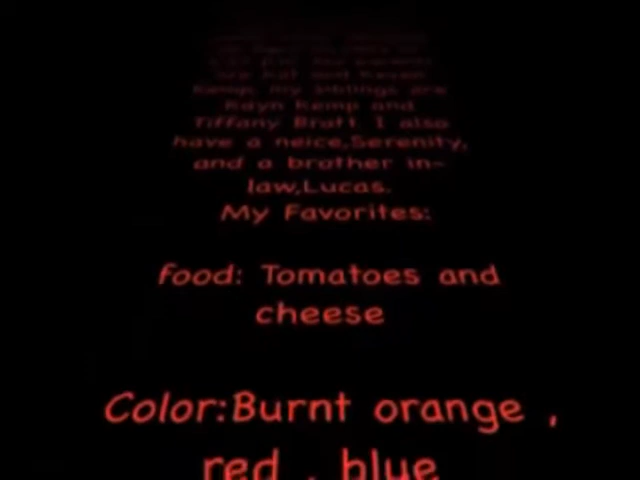 my siblings are
Rayn Kemp and
Tiffany Bratt I also
have a neice,Serenity,
and a brother in-
law,Lucas.
My Favorites:
food: Tomatoes and
cheese
Color:Burnt orange ,
red , blue